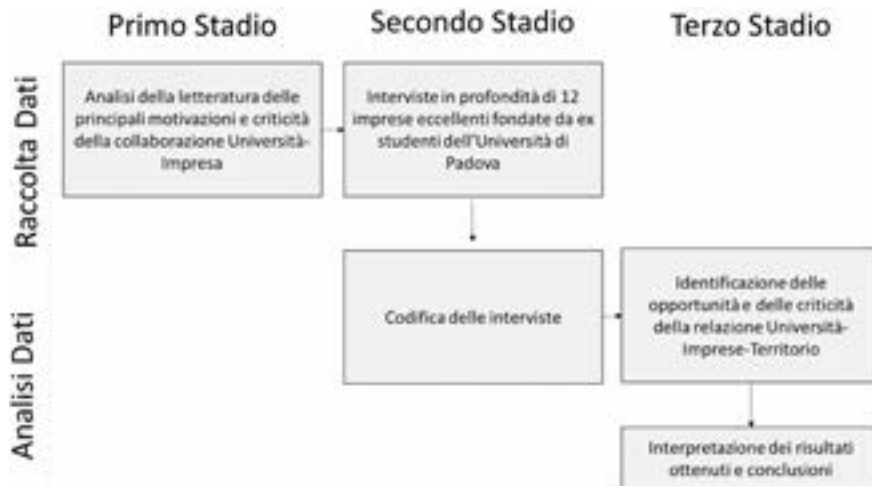 Primo Stadio
Secondo Stadio
Terzo Stadio
Raccolta Dati
Analisi della letteratura delle
principali motivazioni e criticità
della collaborazione Università-
Impresa
Interviste in profondità di 12
imprese eccellenti fondate da ex
studenti dell'Università di
Padova
Analisi Dati
Codifica delle interviste
Identificazione delle
opportunità e delle criticità
della relazione Università-
Imprese-Territorio
Interpretazione dei risultati
ottenuti e conclusioni